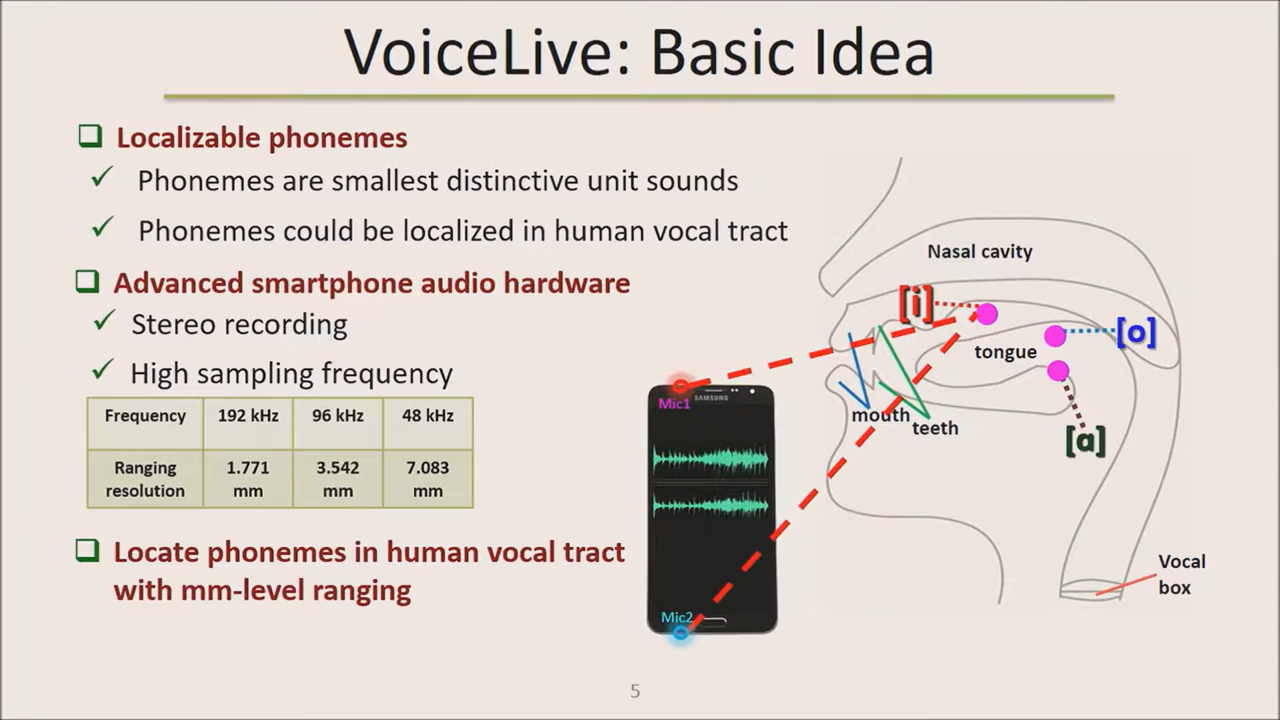 VoiceLive: Basic Idea
Localizable phonemes
Phonemes are smallest distinctive unit sounds
Phonemes could be localized in human vocal tract
Advanced smartphone audio hardware
Stereo recording
High sampling frequency
Frequency 192 kHz 96 kHz 48 kHz
Ranging resolution 1.771 mm 3.542 mm 7.083 mm
Locate phonemes in human vocal tract
with mm-level ranging
Nasal cavity
[i]
[o]
tongue
mouth
teeth
[a]
Vocal
box
Mic1
SAMSUNG
Mic2
5